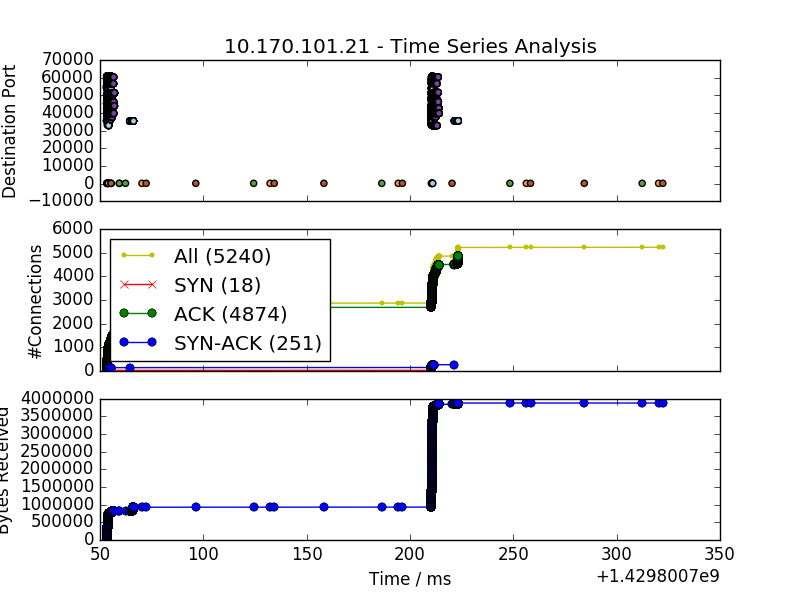 10.170.101.21 - Time Series Analysis
70000
60000
50000
40000
30000
20000
10000
0
−10000
Destination Port
6000
5000
4000
3000
2000
1000
0
#Connections
All (5240)
SYN (18)
ACK (4874)
SYN-ACK (251)
4000000
3500000
3000000
2500000
2000000
1500000
1000000
500000
0
Bytes Received
50 100 150 200 250 300 350
Time / ms
+1.4298007e9